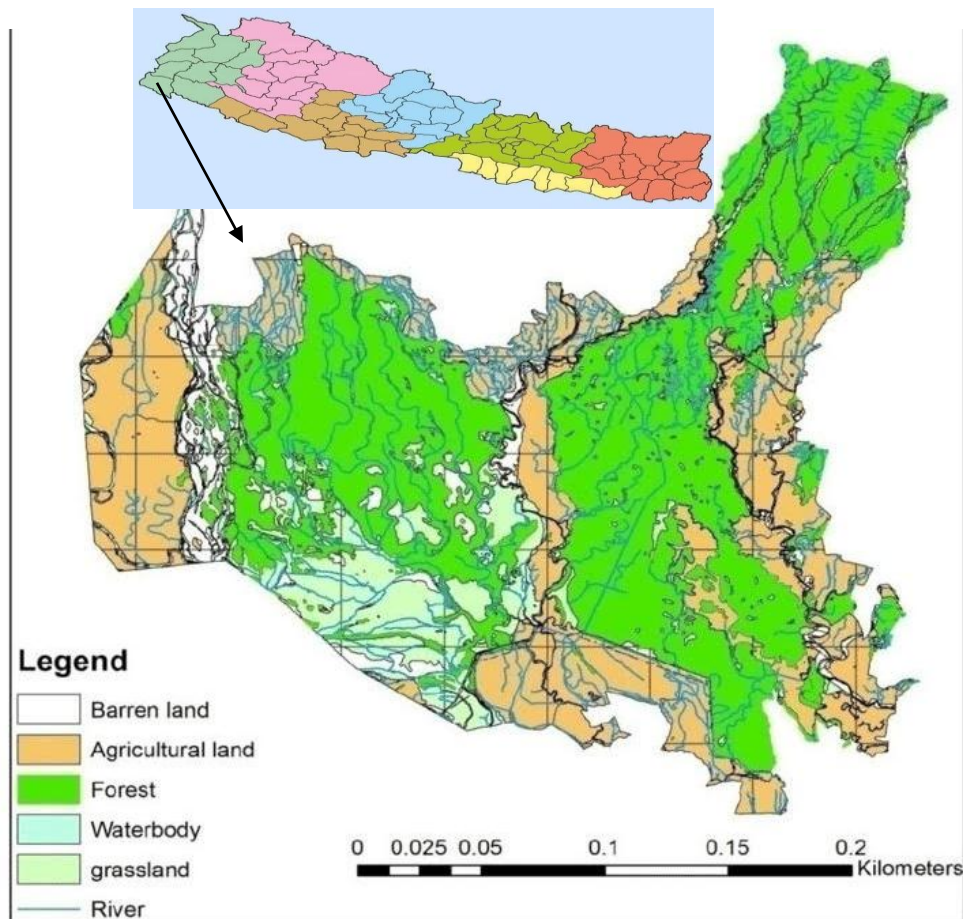 Legend
Barren land
Agricultural land
Forest
Waterbody
grassland
River
0 0.025 0.05 0.1 0.15 0.2
Kilometers